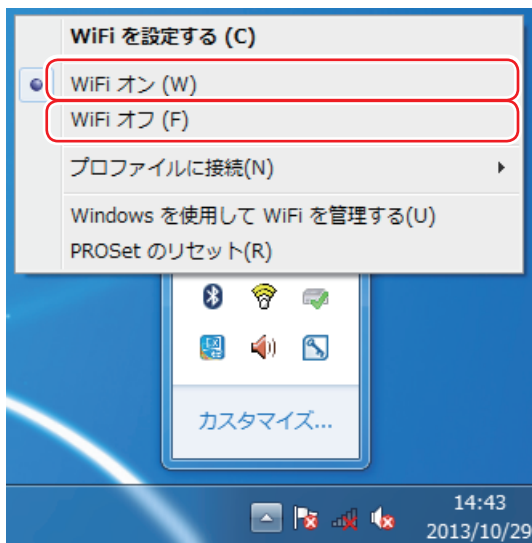 WiFi を設定する (C)
WiFi オン (W)
WiFi オフ (F)
プロファイルに接続(N)
Windows を使用して WiFi を管理する(U)
PROSet のリセット(R)
カスタマイズ...
14:43
2013/10/29